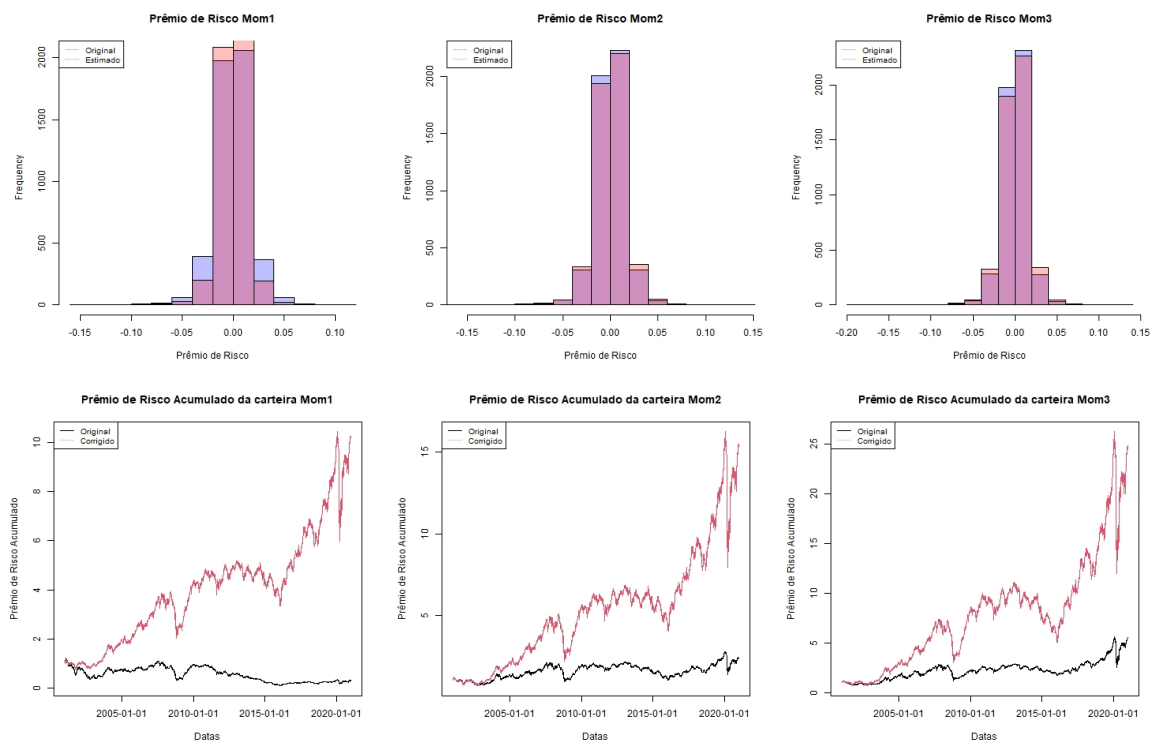 Prêmio de Risco Mom1
Original
Estimado
Frequency
2000
1500
1000
500
0
-0.15 -0.10 -0.05 0.00 0.05 0.10
Prêmio de Risco
Prêmio de Risco Mom2
Original
Estimado
Frequency
2000
1500
1000
500
0
-0.15 -0.10 -0.05 0.00 0.05 0.10 0.15
Prêmio de Risco
Prêmio de Risco Mom3
Original
Estimado
Frequency
2000
1500
1000
500
0
-0.20 -0.15 -0.10 -0.05 0.00 0.05 0.10 0.15
Prêmio de Risco
Prêmio de Risco Acumulado da carteira Mom1
Original
Corrigido
Prêmio de Risco Acumulado
10
8
6
4
2
0
2005-01-01 2010-01-01 2015-01-01 2020-01-01
Datas
Prêmio de Risco Acumulado da carteira Mom2
Original
Corrigido
Prêmio de Risco Acumulado
15
10
5
2005-01-01 2010-01-01 2015-01-01 2020-01-01
Datas
Prêmio de Risco Acumulado da carteira Mom3
Original
Corrigido
Prêmio de Risco Acumulado
25
20
15
10
5
0
2005-01-01 2010-01-01 2015-01-01 2020-01-01
Datas